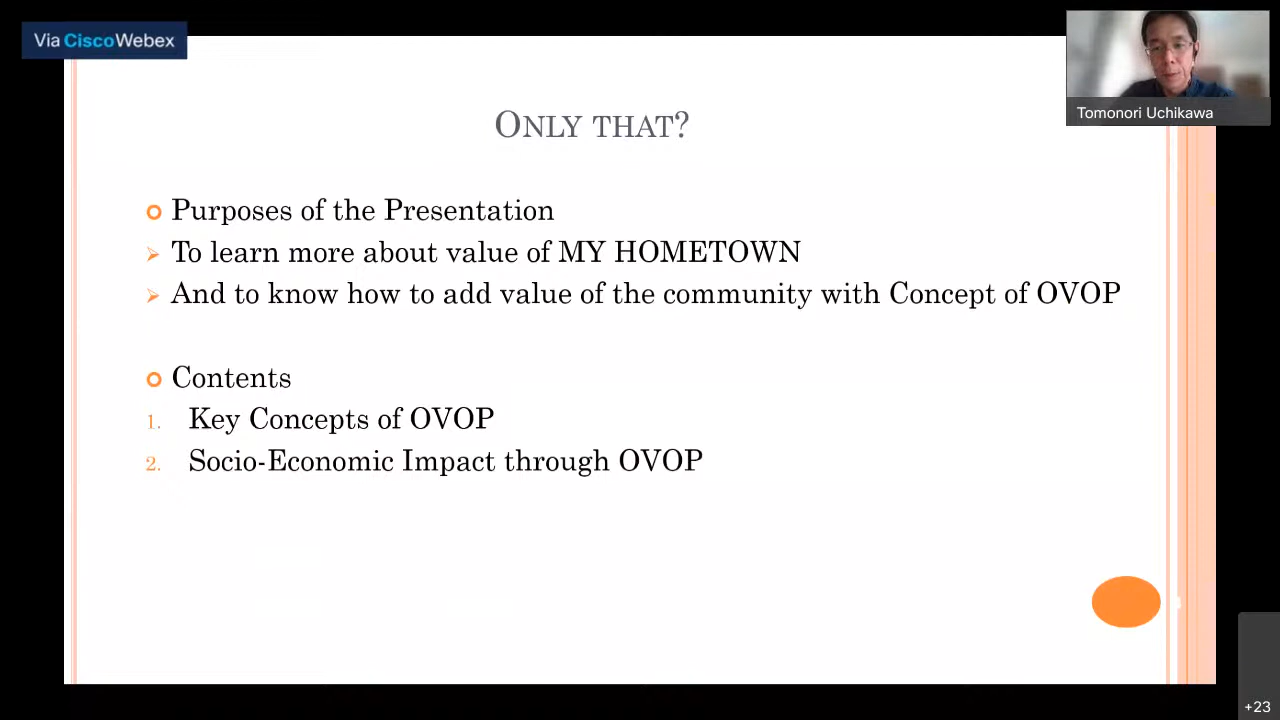 Via CiscoWebex
Tomonori Uchikawa
ONLY THAT?
Purposes of the Presentation
To learn more about value of MY HOMETOWN
And to know how to add value of the community with Concept of OVOP
Contents
1. Key Concepts of OVOP
2. Socio-Economic Impact through OVOP
+23